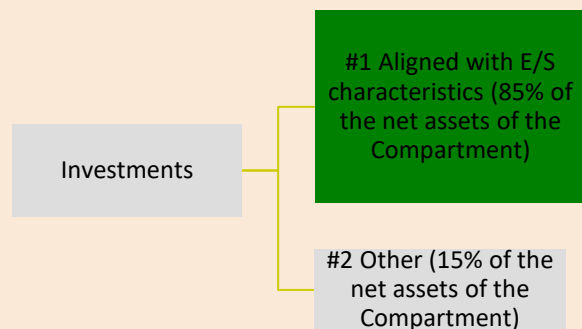 Investments
#1 Aligned with E/S
characteristics (85% of
the net assets of the
Compartment)
#2 Other (15% of the
net assets of the
Compartment)